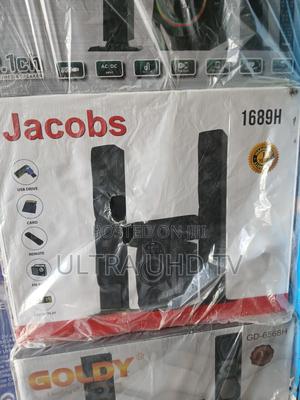 .1ch
AC/DC
DC
Jacobs
1689H
USB DRIVE
CARD
REMOTE
POSTED ON JIJI
ULTRA UHD TV
GOLDY
GD-6568H